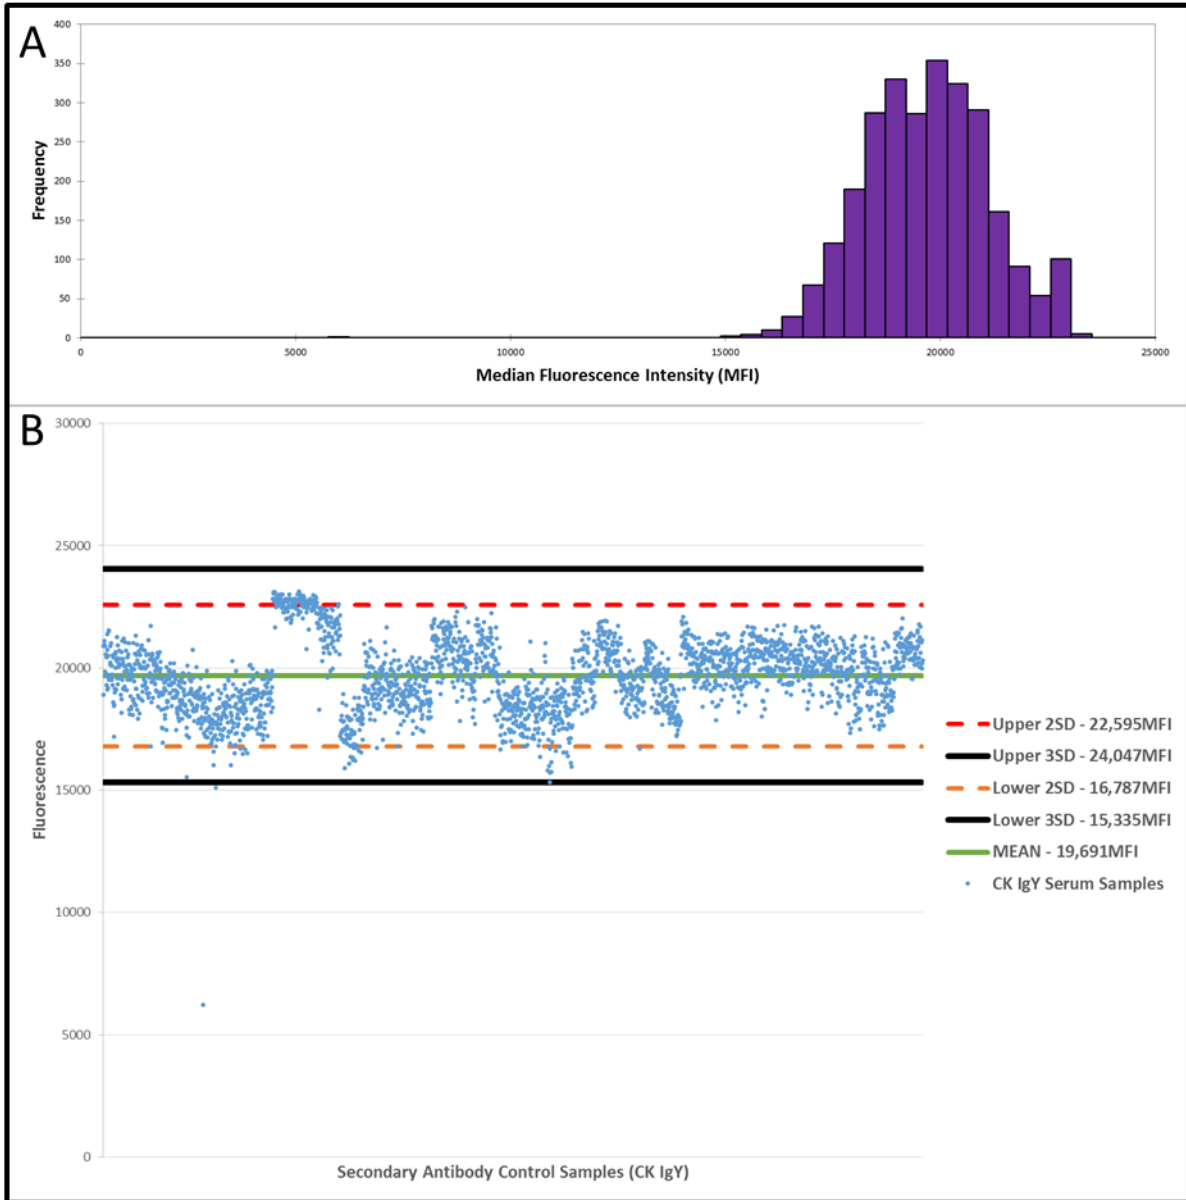 A
400
350
300
250
200
150
100
50
0
Frequency
0 5000 10000 15000 20000 25000
Median Fluorescence Intensity (MFI)
B
30000
25000
20000
15000
10000
5000
0
Fluorescence
Upper 2SD - 22,595MFI
Upper 3SD - 24,047MFI
Lower 2SD - 16,787MFI
Lower 3SD - 15,335MFI
MEAN - 19,691MFI
CK IgY Serum Samples
Secondary Antibody Control Samples (CK IgY)